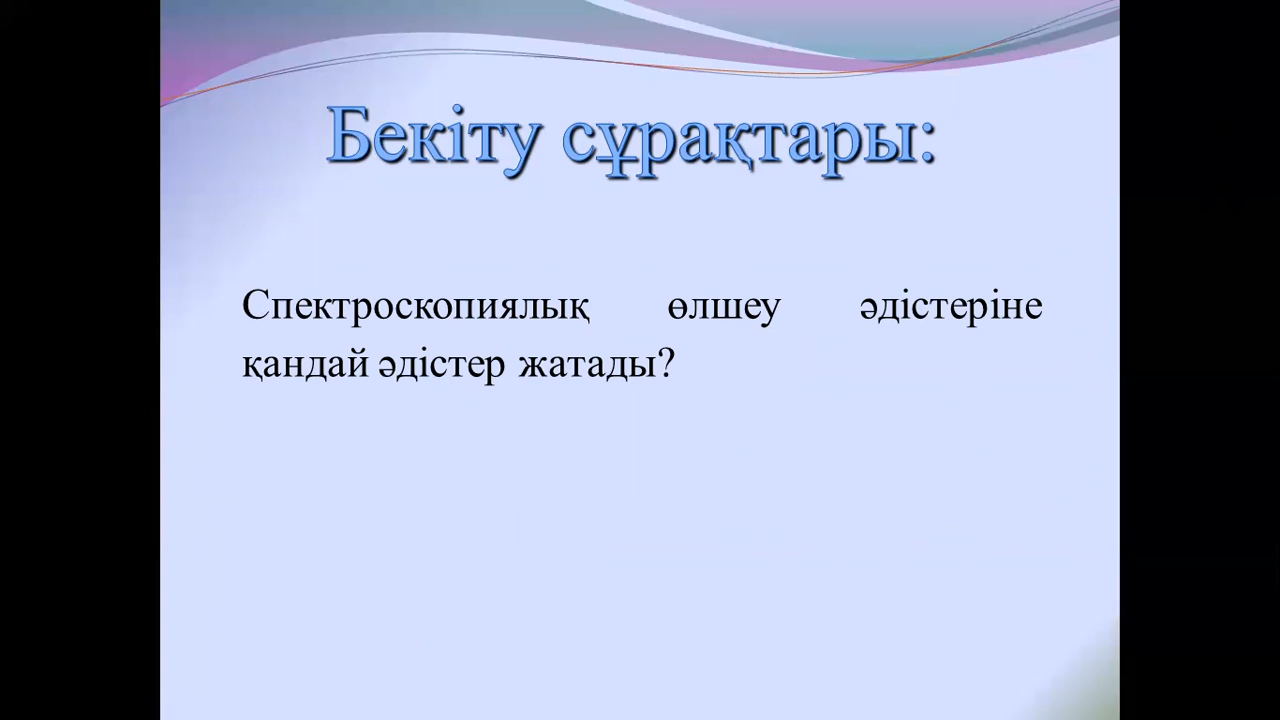 Бекіту сұрақтары:
Спектроскопиялық өлшеу әдістеріне
қандай әдістер жатады?